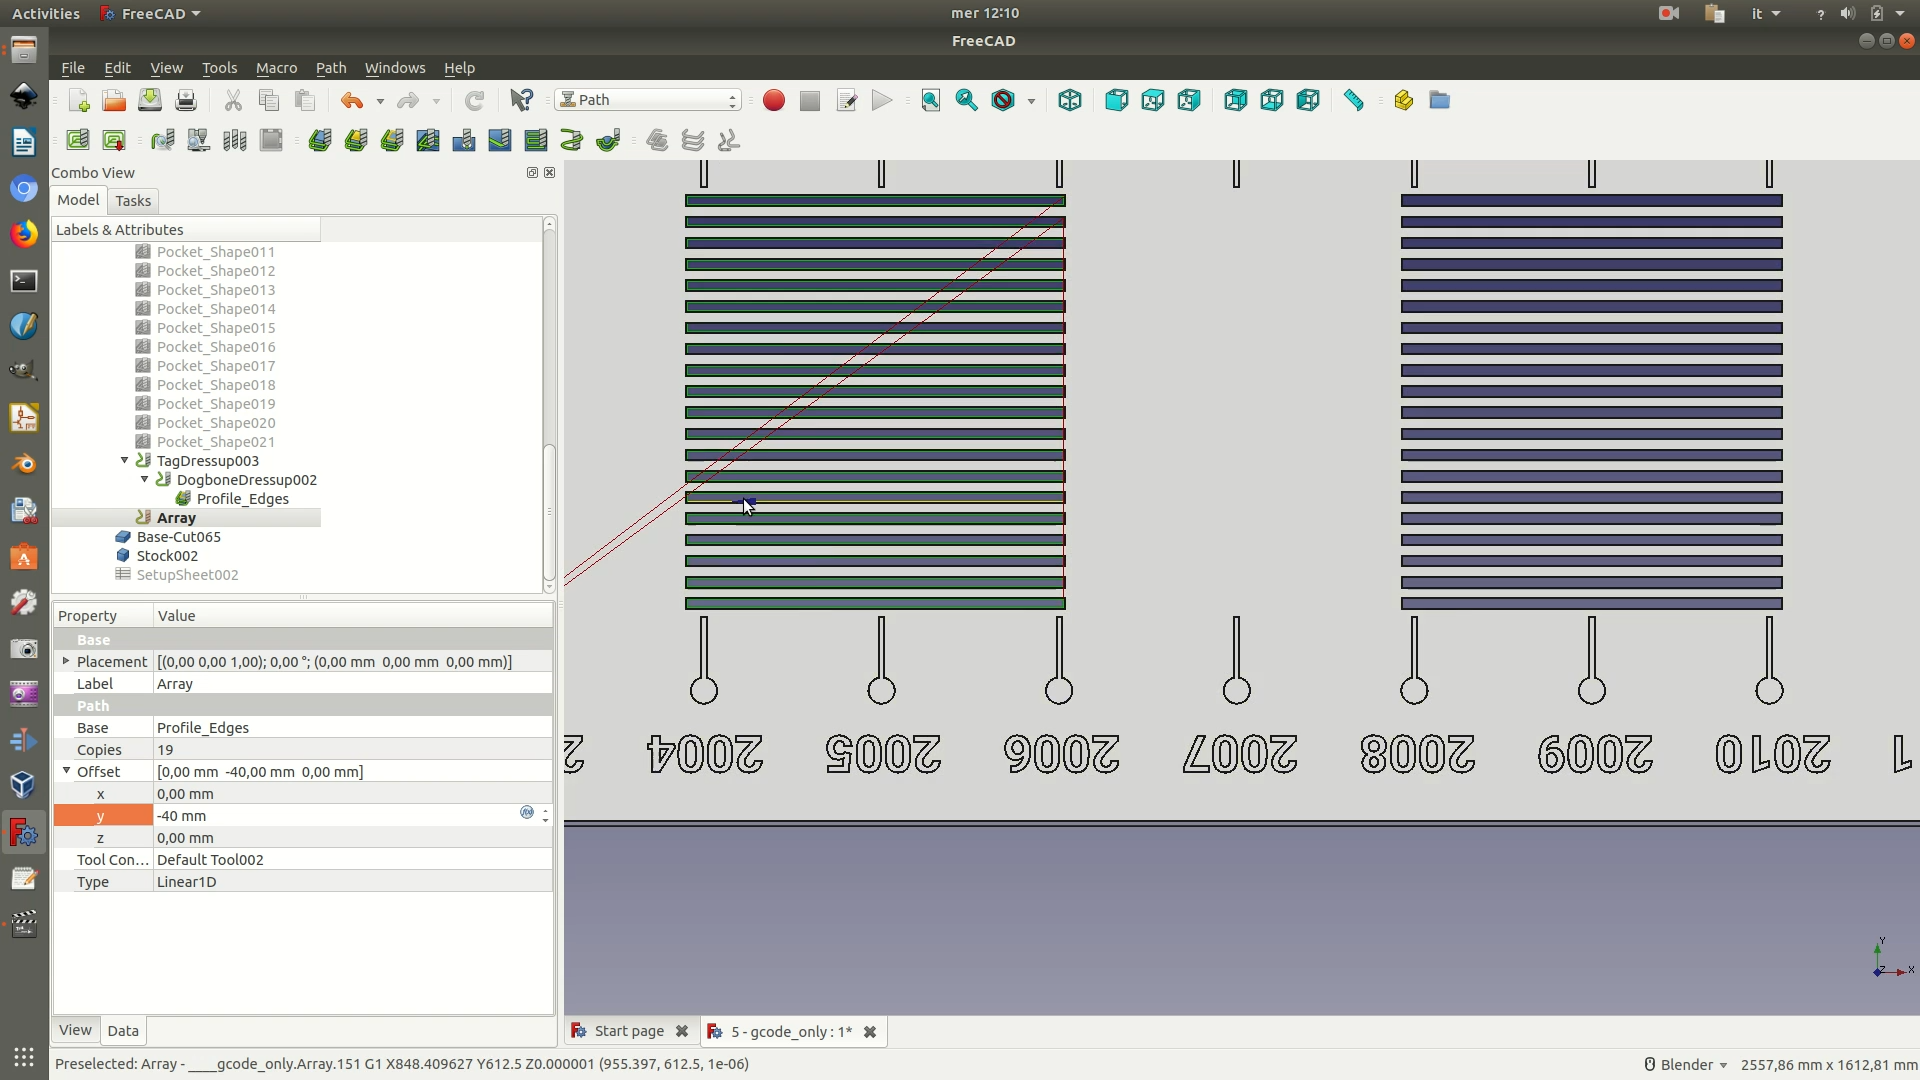 Activities
FreeCAD
mer 12:10
it
?
FreeCAD
File Edit View Tools Macro Path Windows Help
Path
Combo View
Model Tasks
Labels & Attributes
Pocket_Shape011
Pocket_Shape012
Pocket_Shape013
Pocket_Shape014
Pocket_Shape015
Pocket_Shape016
Pocket_Shape017
Pocket_Shape018
Pocket_Shape019
Pocket_Shape020
Pocket_Shape021
TagDressup003
DogboneDressup002
Profile_Edges
Array
Base-Cut065
Stock002
SetupSheet002
Property Value
Base
Placement [(0,00 0,00 1,00); 0,00 °; (0,00 mm 0,00 mm 0,00 mm)]
Label Array
Path
Base Profile_Edges
Copies 19
Offset [0,00 mm -40,00 mm 0,00 mm]
x 0,00 mm
y -40 mm
z 0,00 mm
Tool Con... Default Tool002
Type Linear1D
View Data
2 2004 2005 2006 2007 2008 2009 2010 1
Y
Z X
Start page
5 - gcode_only : 1*
Preselected: Array - ____gcode_only.Array.151 G1 X848.409627 Y612.5 Z0.000001 (955.397, 612.5, 1e-06)
Blender
2557,86 mm x 1612,81 mm